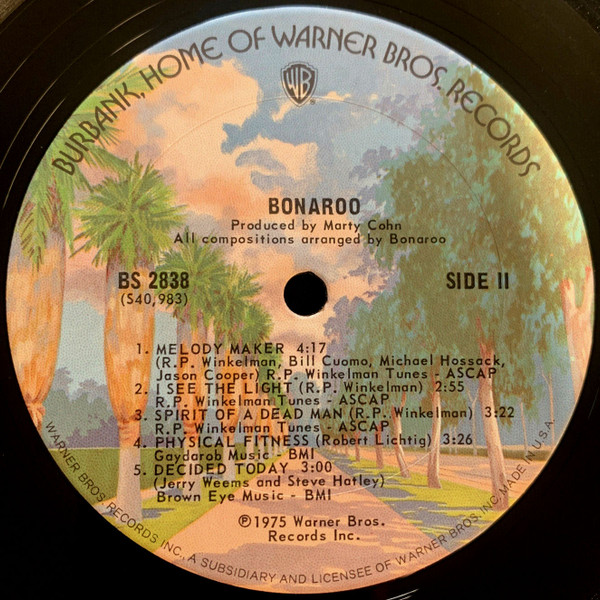 BURBANK, HOME OF WARNER BROS. RECORDS
WB
BONAROO
Produced by Marty Cohn
All compositions arranged by Bonaroo
BS 2838
(S40,983)
SIDE II
1. MELODY MAKER 4:17
(R.P. Winkelman, Bill Cuomo, Michael Hossack,
Jason Cooper) R.P. Winkelman Tunes - ASCAP
2. I SEE THE LIGHT (R.P. Winkelman) 2:55
R.P. Winkelman Tunes - ASCAP
3. SPIRIT OF A DEAD MAN (R.P. Winkelman) 3:22
R.P. Winkelman Tunes - ASCAP
4. PHYSICAL FITNESS (Robert Lichtig) 3:26
Gaydarob Music - BMI
5. DECIDED TODAY 3:00
(Jerry Weems and Steve Hatley)
Brown Eye Music - BMI
℗1975 Warner Bros.
Records Inc.
WARNER BROS. RECORDS INC., A SUBSIDIARY AND LICENSEE OF WARNER BROS. INC. MADE IN U.S.A.